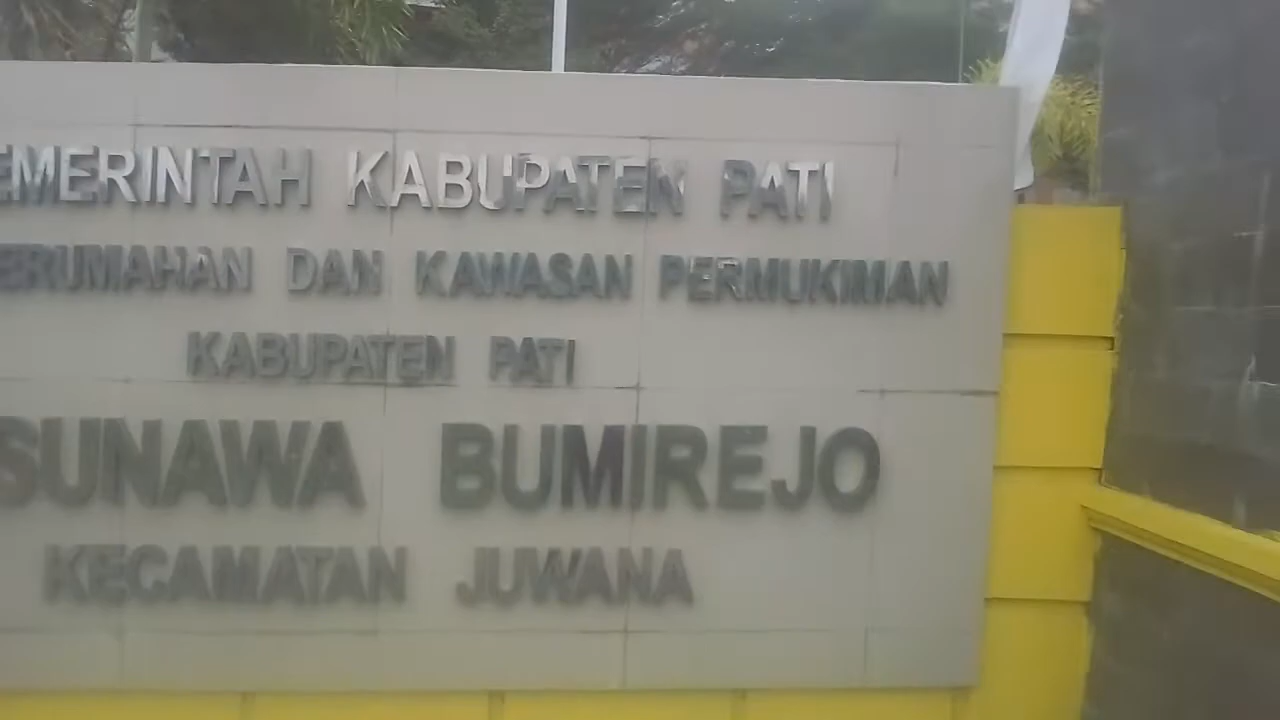 EMERINTAH KABUPATEN PATI
ERUMAHAN DAN KAWASAN PERMUKIMAN
KABUPATEN PATI
SUNAWA BUMIREJO
KECAMATAN JUWANA